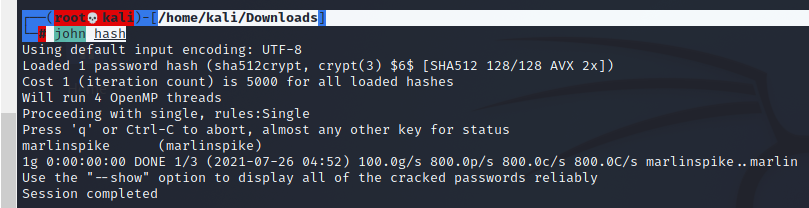 ┌──(root💀kali)-[/home/kali/Downloads]
└─# john hash
Using default input encoding: UTF-8
Loaded 1 password hash (sha512crypt, crypt(3) $6$ [SHA512 128/128 AVX 2x])
Cost 1 (iteration count) is 5000 for all loaded hashes
Will run 4 OpenMP threads
Proceeding with single, rules:Single
Press 'q' or Ctrl-C to abort, almost any other key for status
marlinspike      (marlinspike)
1g 0:00:00:00 DONE 1/3 (2021-07-26 04:52) 100.0g/s 800.0p/s 800.0c/s 800.0C/s marlinspike..marlin
Use the "--show" option to display all of the cracked passwords reliably
Session completed